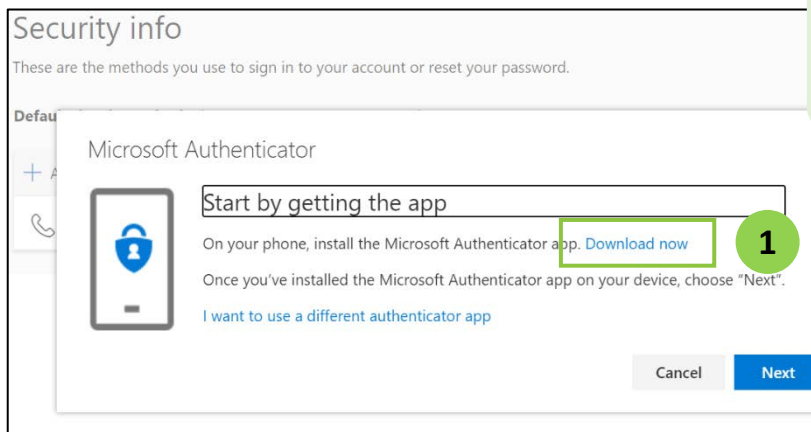 Security info
These are the methods you use to sign in to your account or reset your password.
Defau
Microsoft Authenticator
+ A
Start by getting the app
On your phone, install the Microsoft Authenticator app. Download now
1
Once you've installed the Microsoft Authenticator app on your device, choose "Next".
I want to use a different authenticator app
Cancel Next